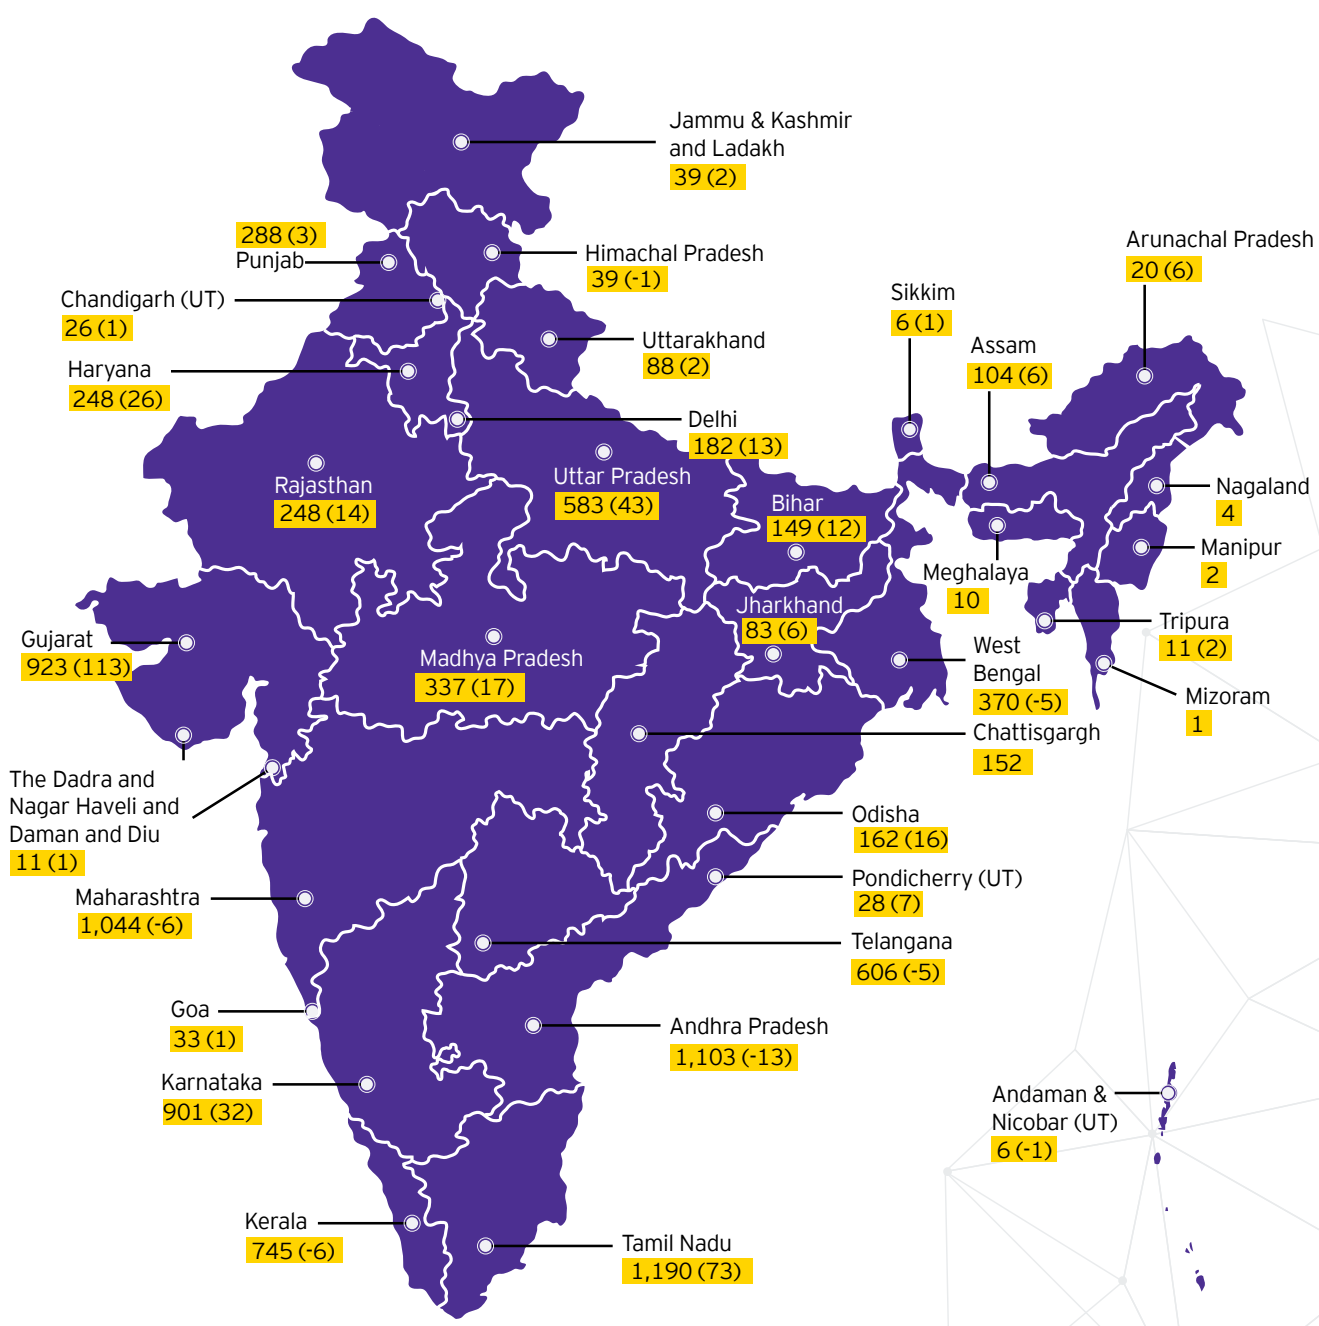 Jammu & Kashmir
and Ladakh
39 (2)
288 (3)
Punjab
Himachal Pradesh
39 (-1)
Arunachal Pradesh
20 (6)
Chandigarh (UT)
26 (1)
Sikkim
6 (1)
Uttarakhand
88 (2)
Assam
104 (6)
Haryana
248 (26)
Delhi
182 (13)
Rajasthan
248 (14)
Uttar Pradesh
583 (43)
Bihar
149 (12)
Nagaland
4
Manipur
2
Meghalaya
10
Jharkhand
83 (6)
Tripura
11 (2)
Gujarat
923 (113)
Madhya Pradesh
337 (17)
West
Bengal
370 (-5)
Mizoram
1
Chattisgargh
152
The Dadra and
Nagar Haveli and
Daman and Diu
11 (1)
Odisha
162 (16)
Maharashtra
1,044 (-6)
Pondicherry (UT)
28 (7)
Telangana
606 (-5)
Goa
33 (1)
Andhra Pradesh
1,103 (-13)
Karnataka
901 (32)
Andaman &
Nicobar (UT)
6 (-1)
Kerala
745 (-6)
Tamil Nadu
1,190 (73)